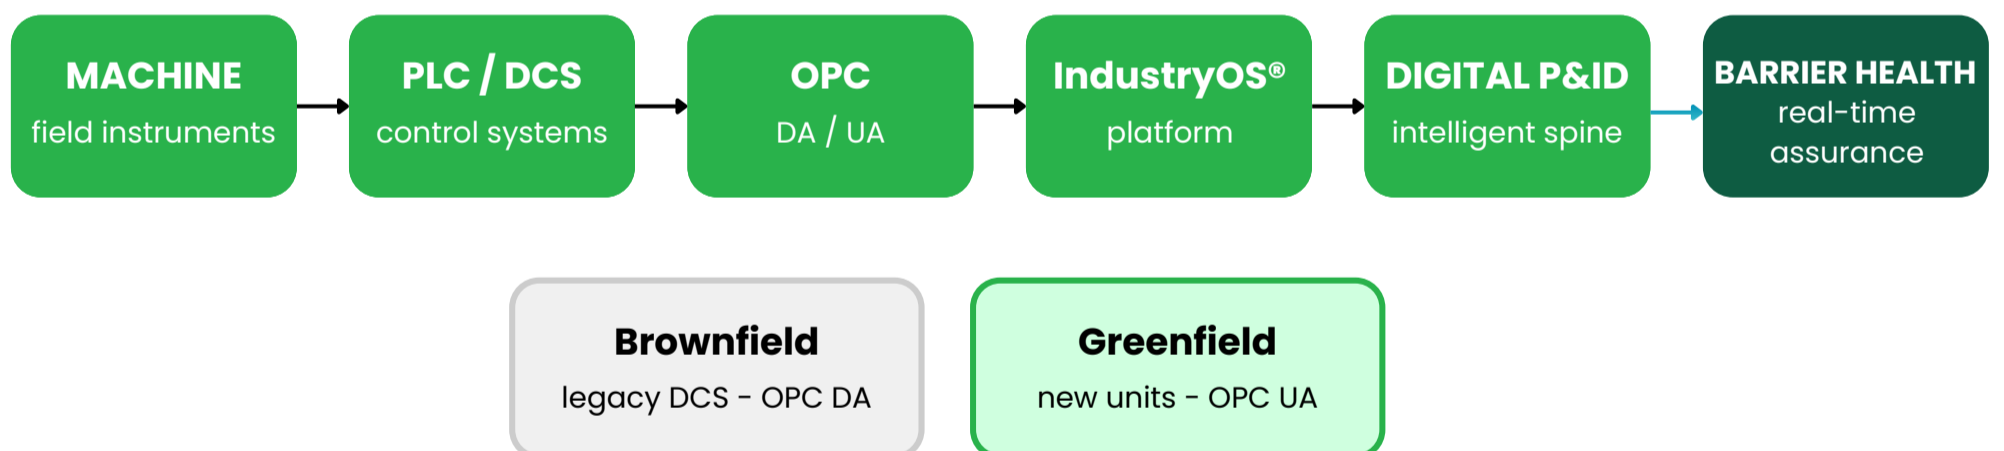 MACHINE
field instruments
PLC / DCS
control systems
OPC
DA / UA
IndustryOS®
platform
DIGITAL P&ID
intelligent spine
BARRIER HEALTH
real-time
assurance
Brownfield
legacy DCS - OPC DA
Greenfield
new units - OPC UA